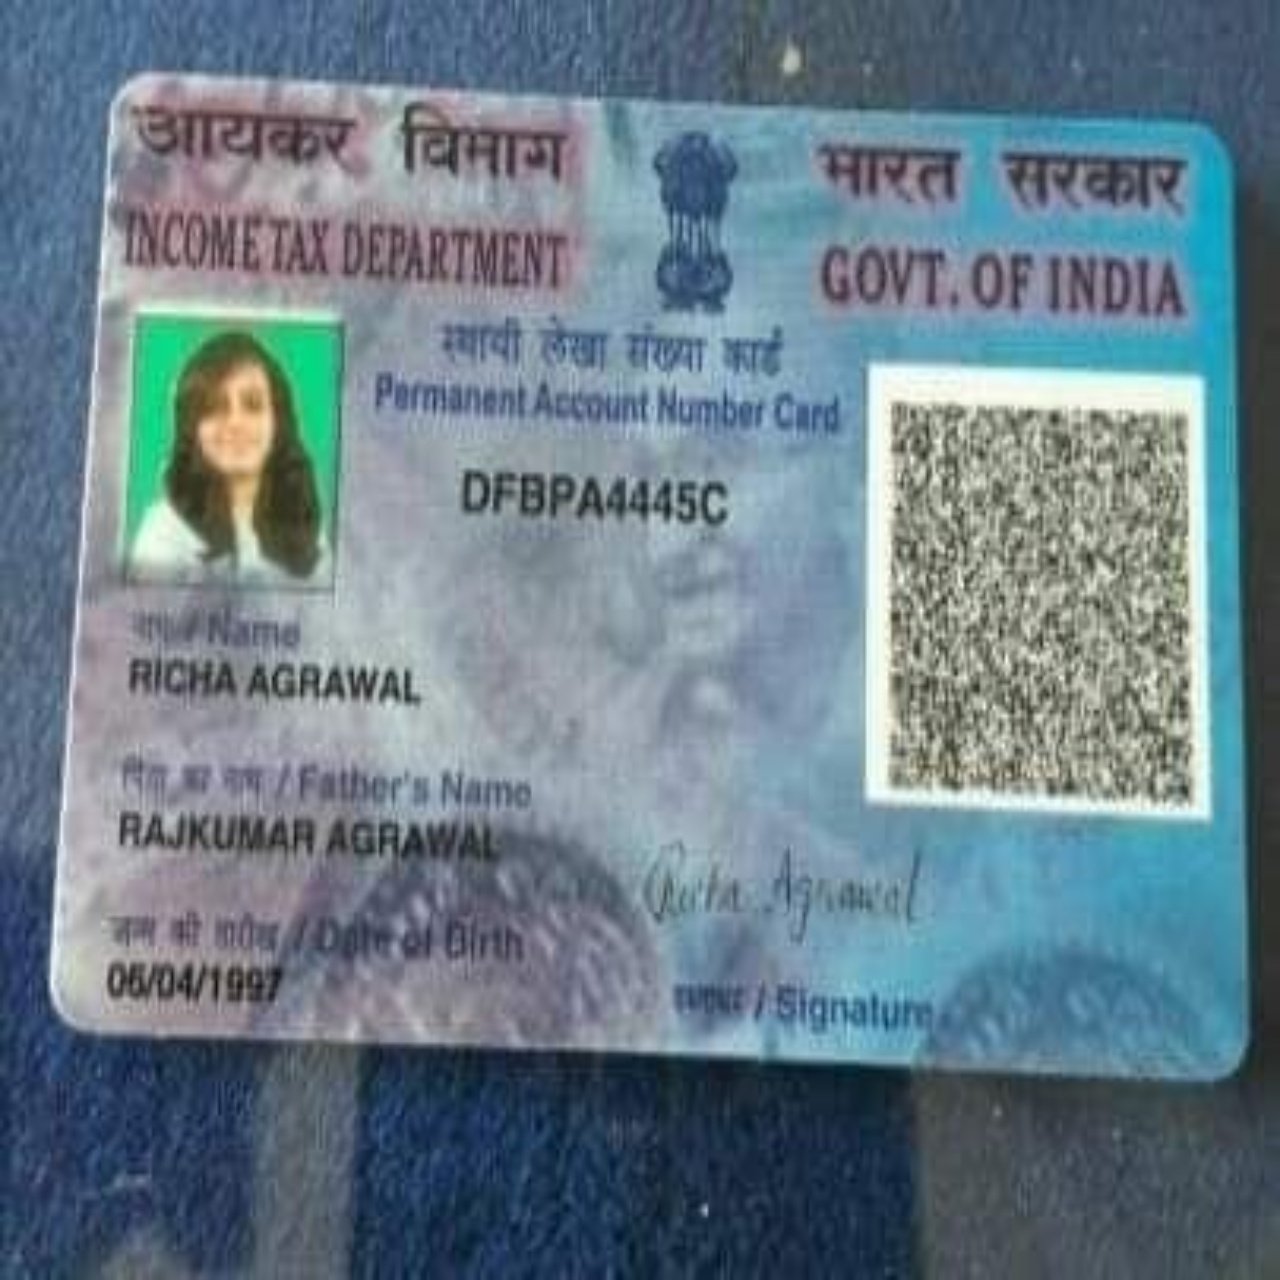 आयकर विभाग
भारत सरकार
INCOME TAX DEPARTMENT
GOVT. OF INDIA
स्थायी लेखा संख्या कार्ड
Permanent Account Number Card
DFBPA4445C
नाम / Name
RICHA AGRAWAL
पिता का नाम / Father's Name
RAJKUMAR AGRAWAL
Richa Agrawal
जन्म की तारीख / Date of Birth
06/04/1997
हस्ताक्षर / Signature